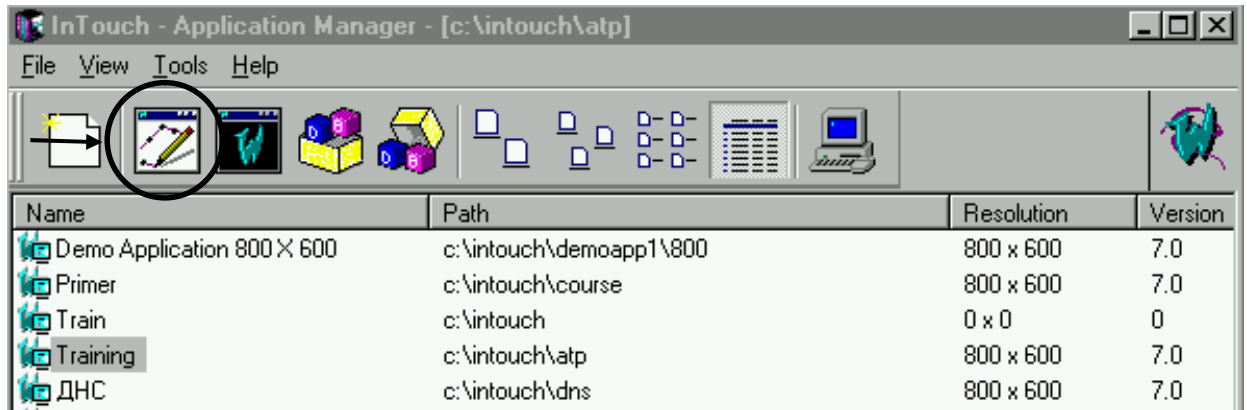 InTouch - Application Manager - [c:\intouch\atp]
File View Tools Help
Name Path Resolution Version
Demo Application 800 X 600 c:\intouch\demoapp1\800 800 x 600 7.0
Primer c:\intouch\course 800 x 600 7.0
Train c:\intouch 0 x 0 0
Training c:\intouch\atp 800 x 600 7.0
ДНС c:\intouch\dns 800 x 600 7.0